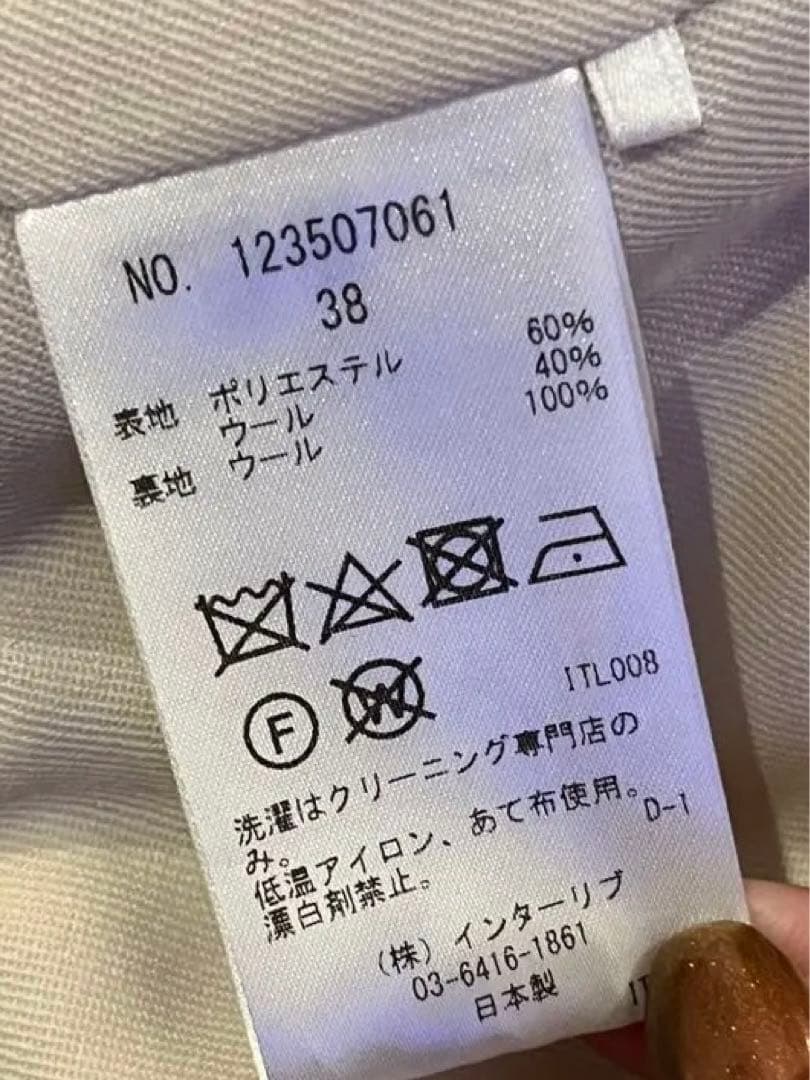 NO. 123507061
38
表地 ポリエステル 60%
ウール 40%
裏地 ウール 100%
F W
ITL008
洗濯はクリーニング専門店の
み。
低温アイロン、あて布使用。
漂白剤禁止。
D-1
(株) インターリブ
03-6416-1861
日本製